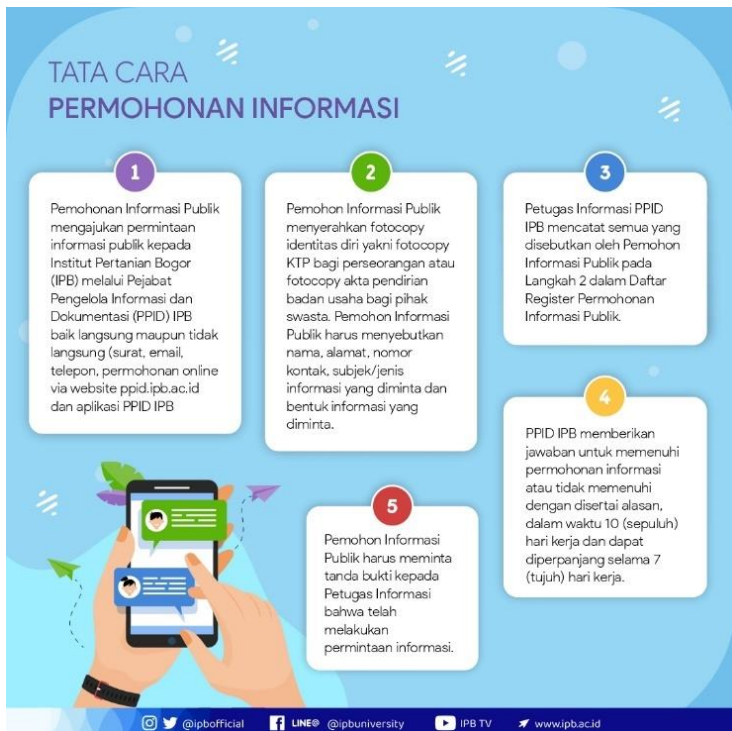 TATA CARA
PERMOHONAN INFORMASI
1
Pemohonan Informasi Publik
mengajukan permintaan
informasi publik kepada
Institut Pertanian Bogor
(IPB) melalui Pejabat
Pengelola Informasi dan
Dokumentasi (PPID) IPB
baik langsung maupun tidak
langsung (surat, email,
telepon, permohonan online
via website ppid.ipb.ac.id
dan aplikasi PPID IPB
2
Pemohon Informasi Publik
menyerahkan fotocopy
identitas diri yakni fotocopy
KTP bagi perseorangan atau
fotocopy akta pendirian
badan usaha bagi pihak
swasta. Pemohon Informasi
Publik harus menyebutkan
nama, alamat, nomor
kontak, subjek/jenis
informasi yang diminta dan
bentuk informasi yang
diminta.
3
Petugas Informasi PPID
IPB mencatat semua yang
disebutkan oleh Pemohon
Informasi Publik pada
Langkah 2 dalam Daftar
Register Permohonan
Informasi Publik.
4
PPID IPB memberikan
jawaban untuk memenuhi
permohonan informasi
atau tidak memenuhi
dengan disertai alasan,
dalam waktu 10 (sepuluh)
hari kerja dan dapat
diperpanjang selama 7
(tujuh) hari kerja.
5
Pemohon Informasi
Publik harus meminta
tanda bukti kepada
Petugas Informasi
bahwa telah
melakukan
permintaan informasi.
@ipbofficial LINE@ @ipbuniversity IPB TV www.ipb.ac.id